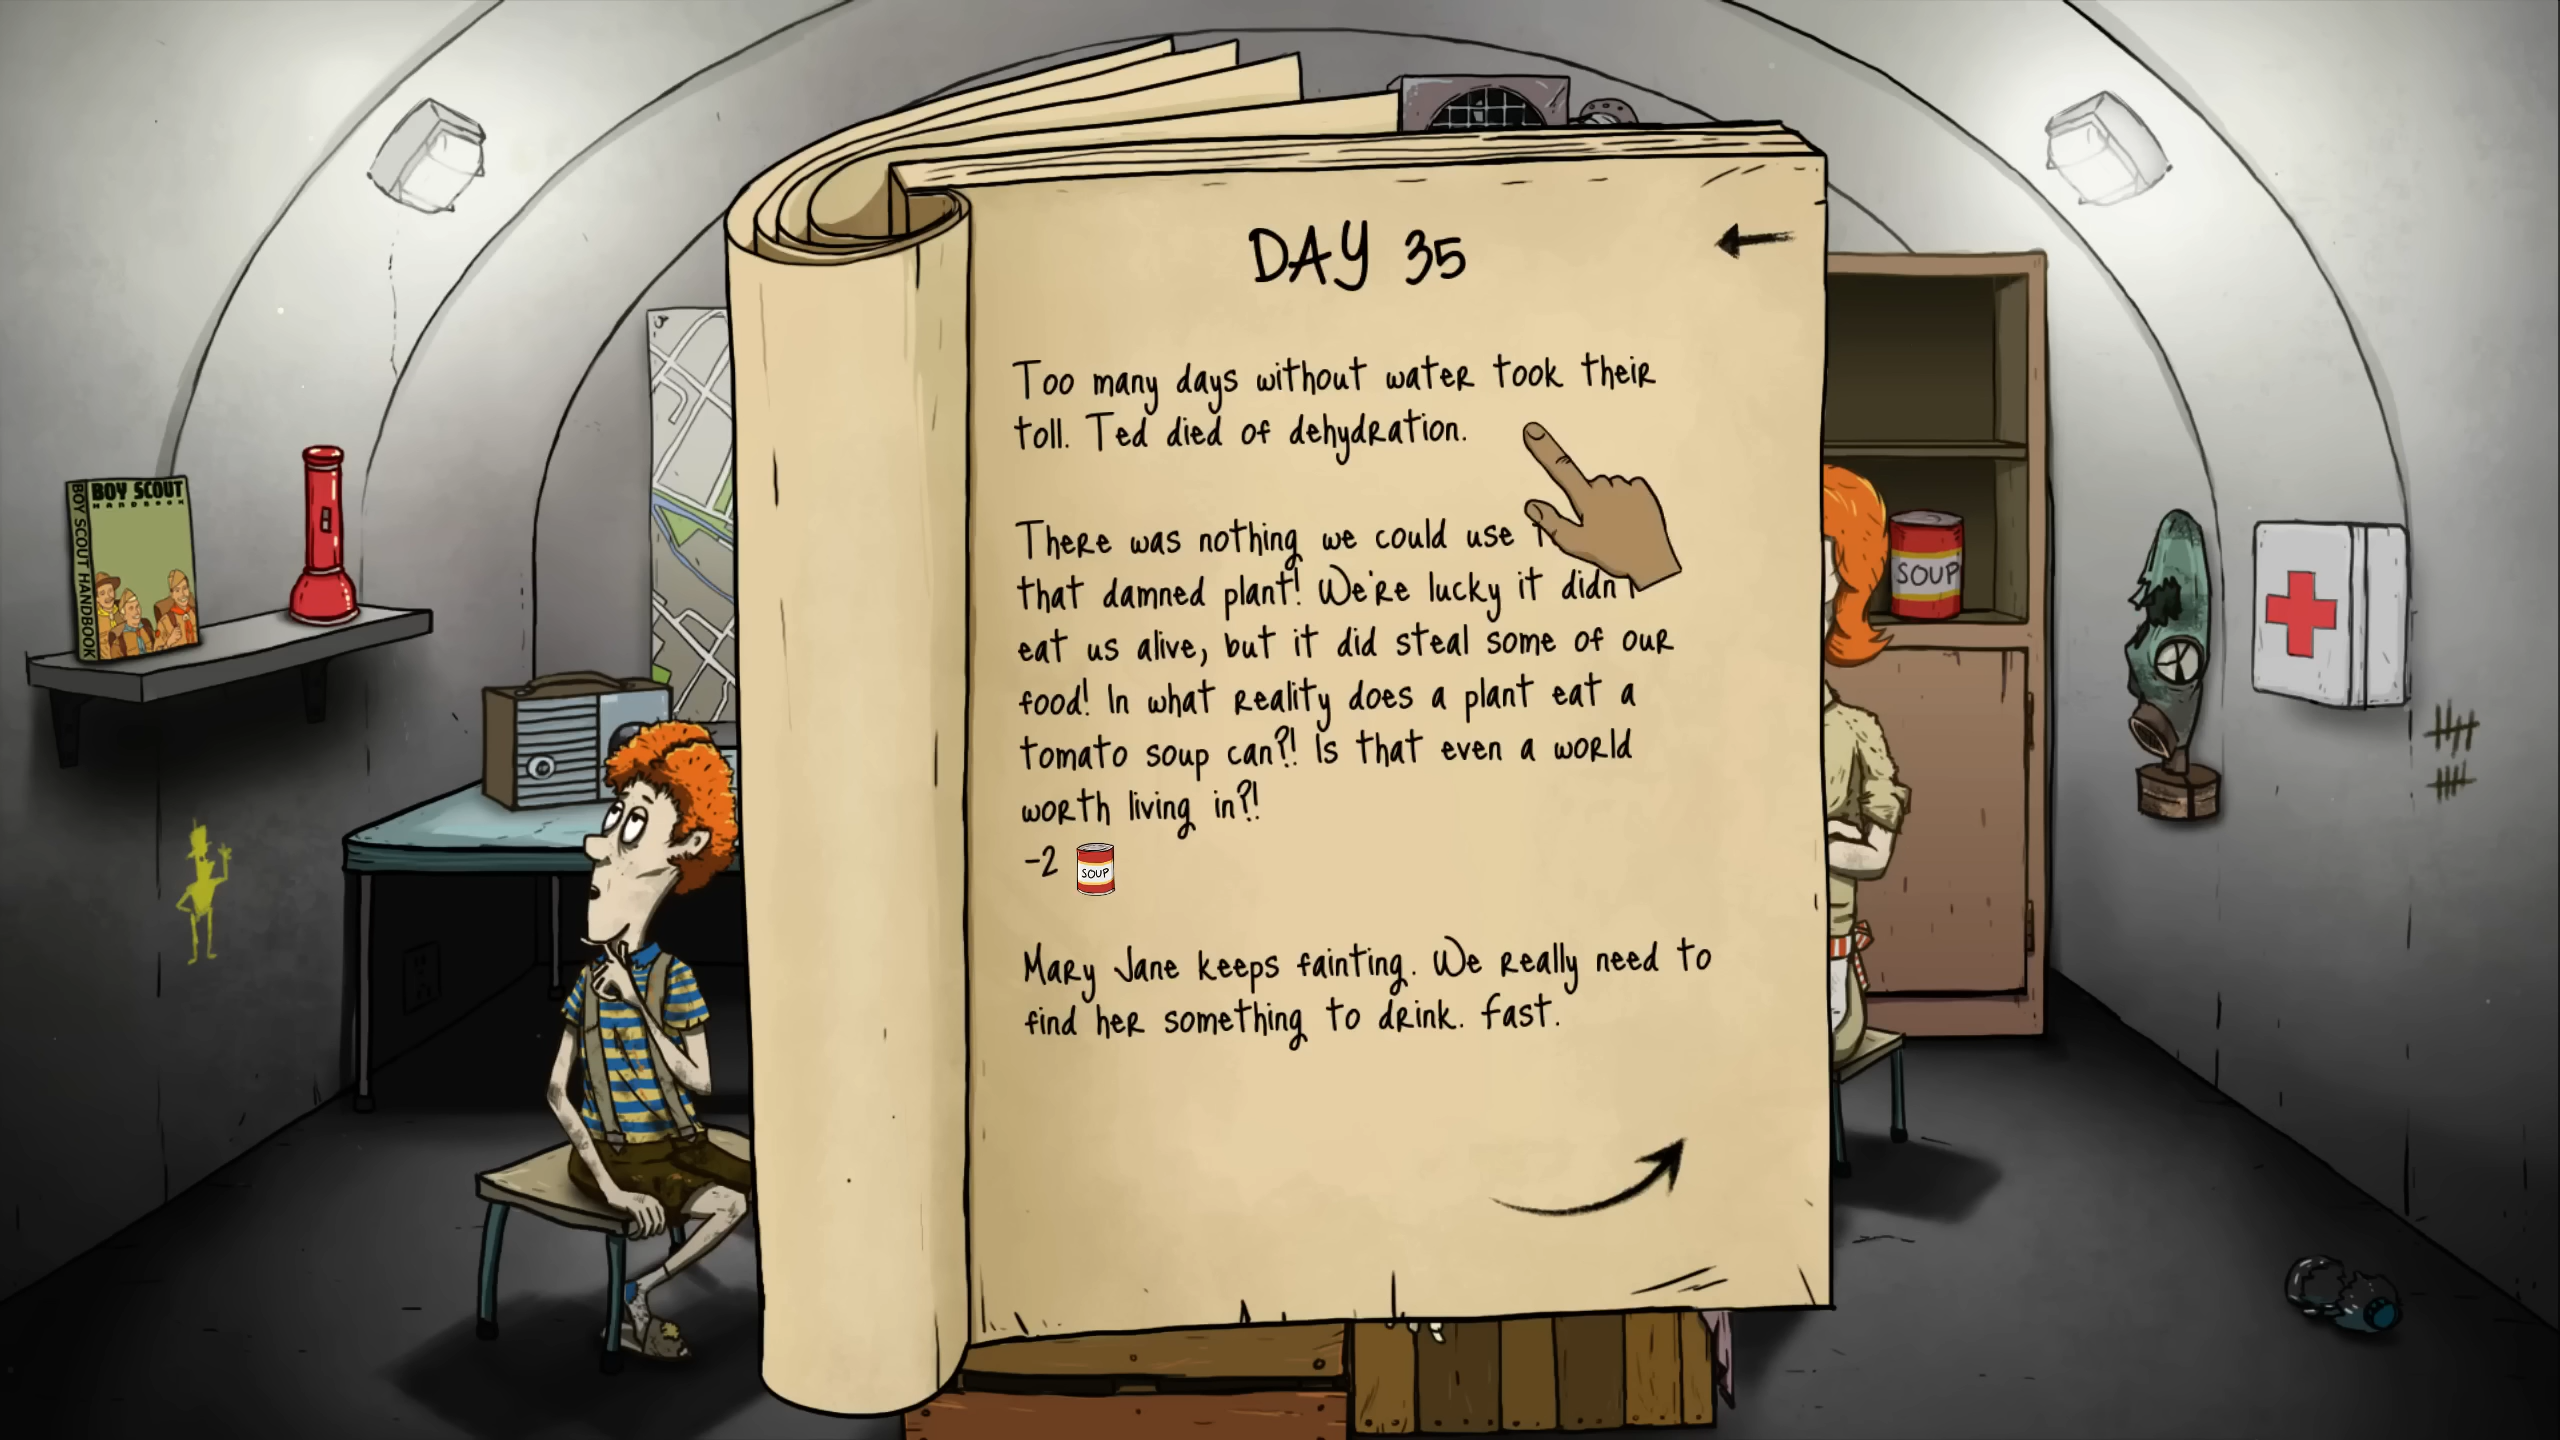 BOY SCOUT
HANDBOOK
BOY SCOUT HANDBOOK
DAY 35
Too many days without water took their
toll. Ted died of dehydration.
There was nothing we could use
that damned plant! We're lucky it didn't
eat us alive, but it did steal some of our
food! In what reality does a plant eat a
tomato soup can?! Is that even a world
worth living in?!
-2 SOUP
Mary Jane keeps fainting. We really need to
find her something to drink. Fast.
SOUP